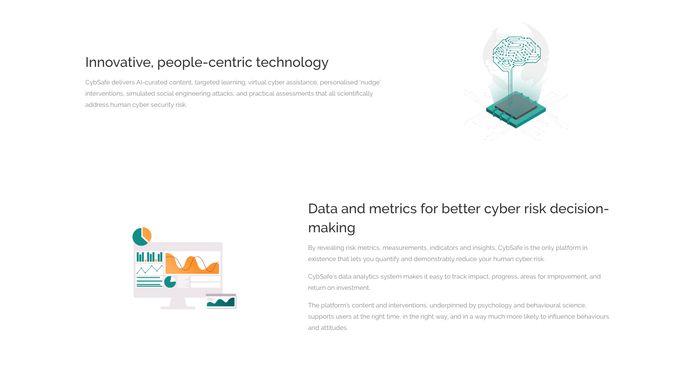 Innovative, people-centric technology
CybSafe delivers AI-curated content, targeted learning, virtual cyber assistance, personalised 'nudge'
interventions, simulated social engineering attacks, and practical assessments that all scientifically
address human cyber security risk.
Data and metrics for better cyber risk decision-
making
By revealing risk metrics, measurements, indicators and insights, CybSafe is the only platform in
existence that lets you quantify and demonstrably reduce your human cyber risk.
CybSafe's data analytics system makes it easy to track impact, progress, areas for improvement, and
return on investment.
The platform's content and interventions, underpinned by psychology and behavioural science,
supports users at the right time, in the right way, and in a way much more likely to influence behaviours
and attitudes.